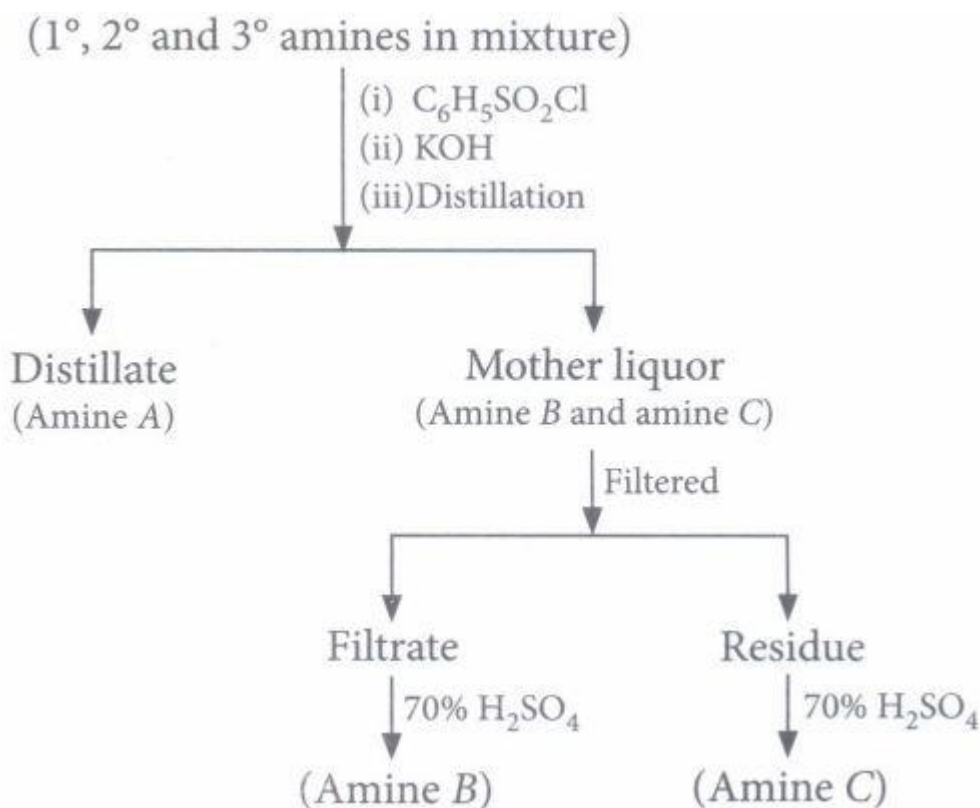 (1°, 2° and 3° amines in mixture)
(i) C₆H₅SO₂Cl
(ii) KOH
(iii)Distillation
Distillate
(Amine A)
Mother liquor
(Amine B and amine C)
Filtered
Filtrate
Residue
70% H₂SO₄
70% H₂SO₄
(Amine B)
(Amine C)